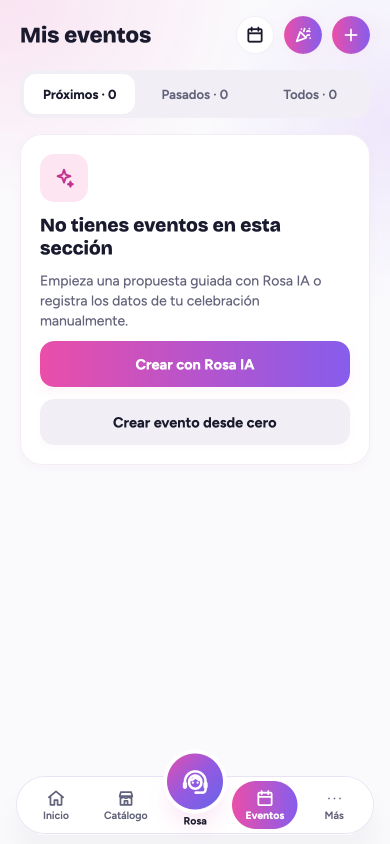 Mis eventos
Próximos · 0
Pasados · 0
Todos · 0
No tienes eventos en esta
sección
Empieza una propuesta guiada con Rosa IA o
registra los datos de tu celebración
manualmente.
Crear con Rosa IA
Crear evento desde cero
Inicio
Catálogo
Rosa
Eventos
Más